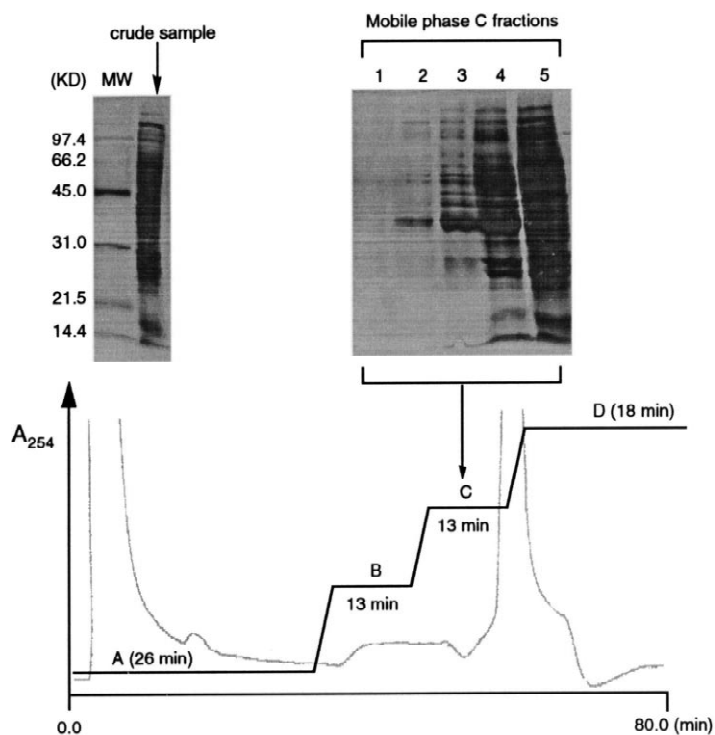 Mobile phase C fractions
crude sample
1 2 3 4 5
(KD) MW
97.4
66.2
45.0
31.0
21.5
14.4
D (18 min)
A254
C
13 min
B
13 min
A (26 min)
0.0 80.0 (min)